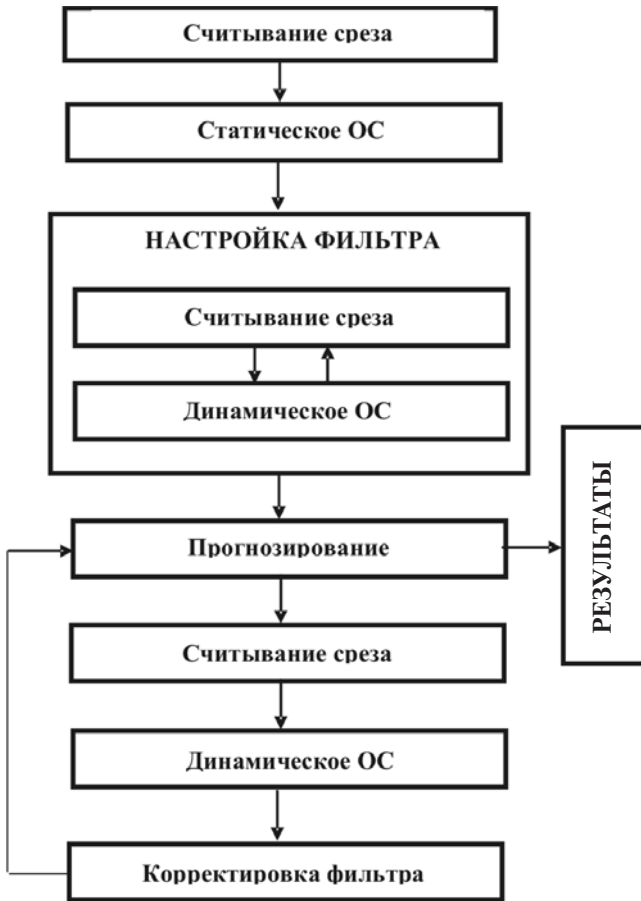 Считывание среза
Статическое ОС
НАСТРОЙКА ФИЛЬТРА
Считывание среза
Динамическое ОС
Прогнозирование
РЕЗУЛЬТАТЫ
Считывание среза
Динамическое ОС
Корректировка фильтра